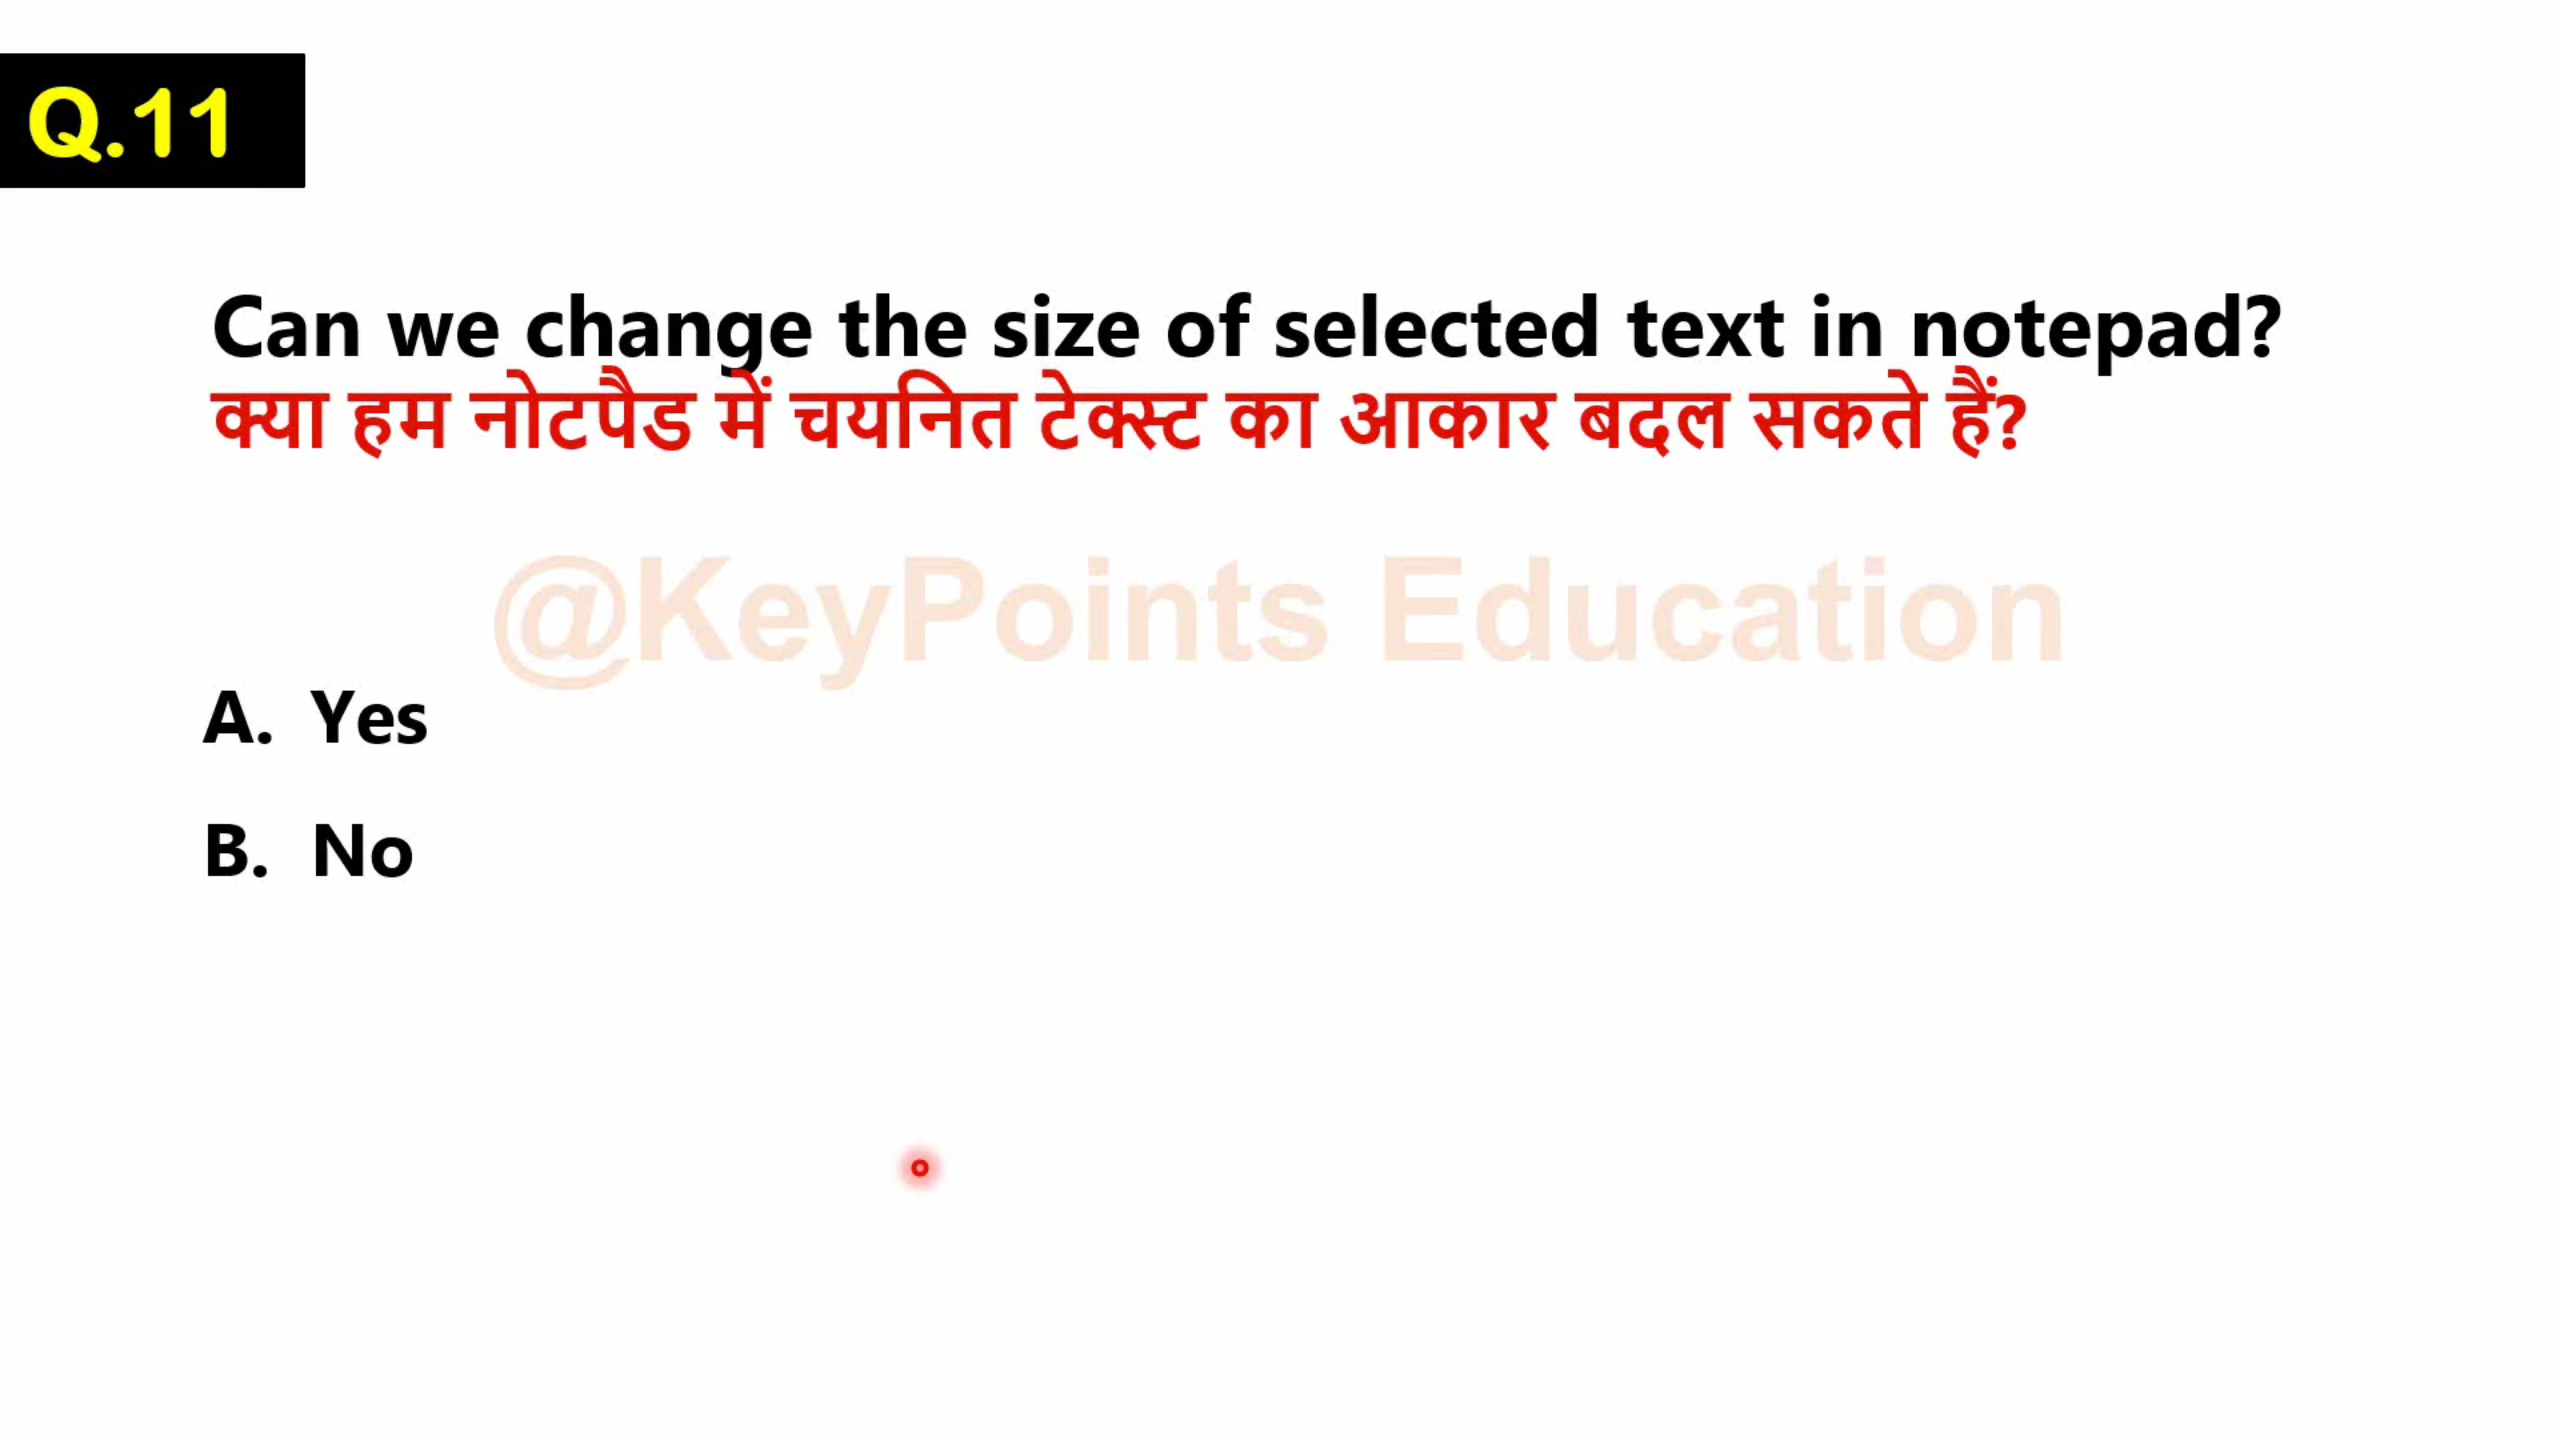 Q.11
Can we change the size of selected text in notepad?
क्या हम नोटपैड में चयनित टेक्स्ट का आकार बदल सकते हैं?
@KeyPoints Education
A. Yes
B. No